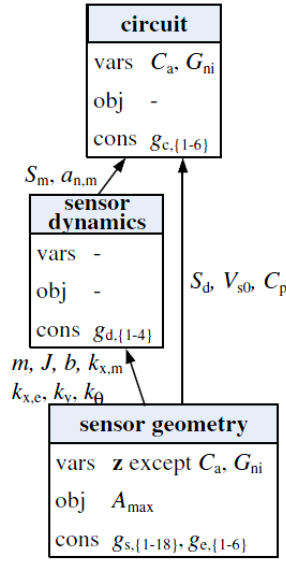 circuit
vars C_a, G_ni
obj -
cons g_c,{1-6}
S_m, a_n,m
sensor
dynamics
vars -
obj -
cons g_d,{1-4}
S_d, V_s0, C_p
m, J, b, k_x,m
k_x,e, k_y, k_θ
sensor geometry
vars z except C_a, G_ni
obj A_max
cons g_s,{1-18}, g_e,{1-6}